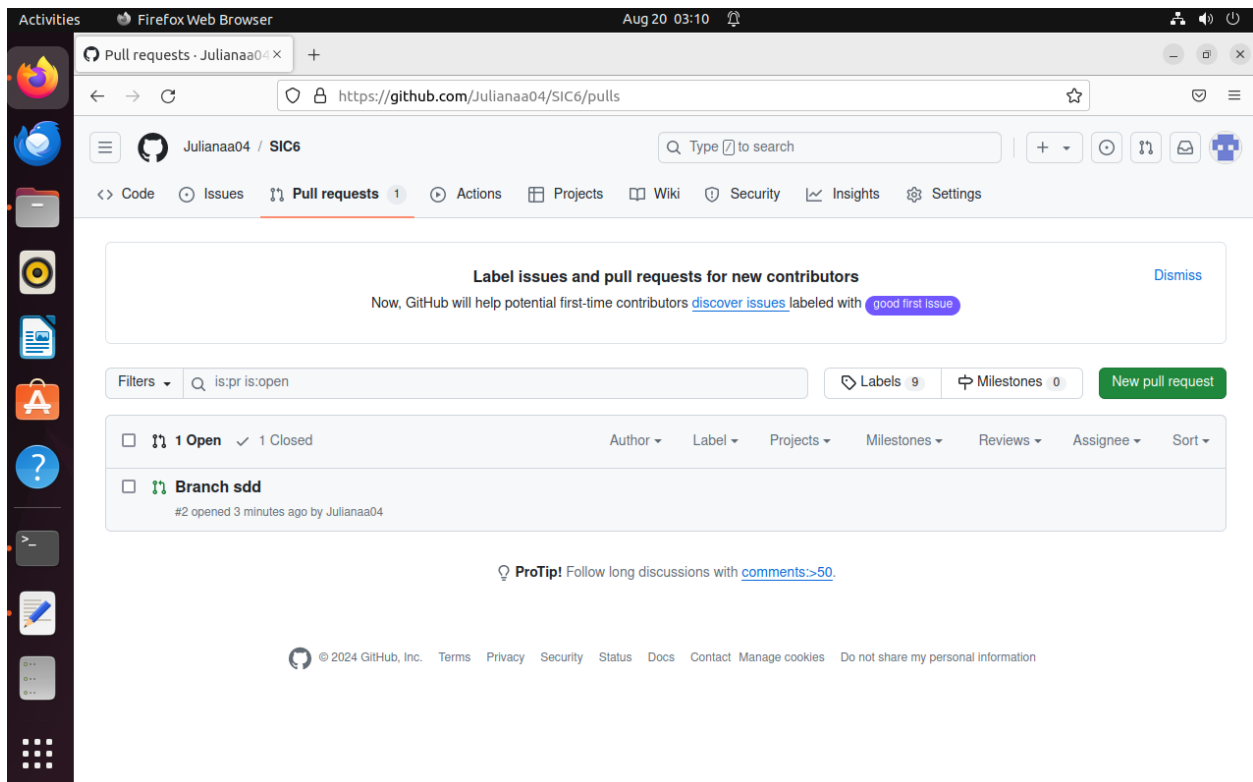 Activities Firefox Web Browser Aug 20 03:10
Pull requests · Julianaa04 × +
https://github.com/Julianaa04/SIC6/pulls
Julianaa04 / SIC6 Type / to search
Code Issues Pull requests 1 Actions Projects Wiki Security Insights Settings
Label issues and pull requests for new contributors Dismiss
Now, GitHub will help potential first-time contributors discover issues labeled with good first issue
Filters is:pr is:open Labels 9 Milestones 0 New pull request
1 Open 1 Closed Author Label Projects Milestones Reviews Assignee Sort
Branch sdd
#2 opened 3 minutes ago by Julianaa04
ProTip! Follow long discussions with comments:>50.
© 2024 GitHub, Inc. Terms Privacy Security Status Docs Contact Manage cookies Do not share my personal information